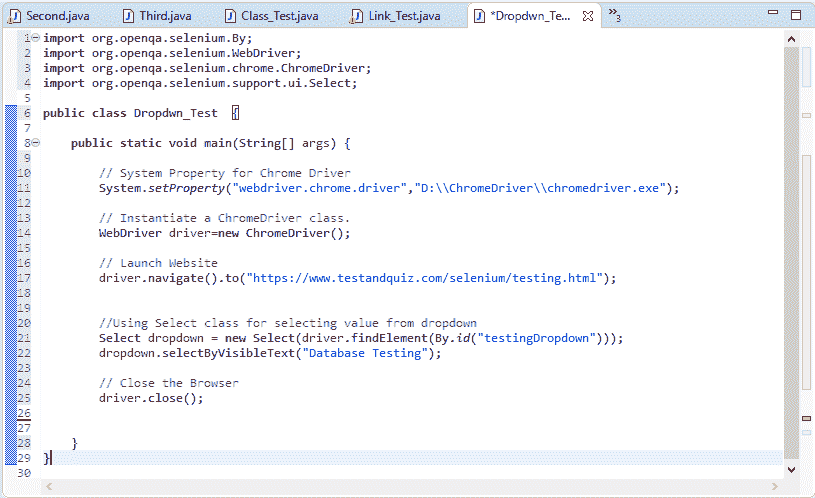 Second.java Third.java Class_Test.java Link_Test.java *Dropdwn_Te... »3
1 import org.openqa.selenium.By;
2 import org.openqa.selenium.WebDriver;
3 import org.openqa.selenium.chrome.ChromeDriver;
4 import org.openqa.selenium.support.ui.Select;
5
6 public class Dropdwn_Test {
7
8 public static void main(String[] args) {
9
10 // System Property for Chrome Driver
11 System.setProperty("webdriver.chrome.driver","D:\\ChromeDriver\\chromedriver.exe");
12
13 // Instantiate a ChromeDriver class.
14 WebDriver driver=new ChromeDriver();
15
16 // Launch Website
17 driver.navigate().to("https://www.testandquiz.com/selenium/testing.html");
18
19
20 //Using Select class for selecting value from dropdown
21 Select dropdown = new Select(driver.findElement(By.id("testingDropdown")));
22 dropdown.selectByVisibleText("Database Testing");
23
24 // Close the Browser
25 driver.close();
26
27
28 }
29 }
30